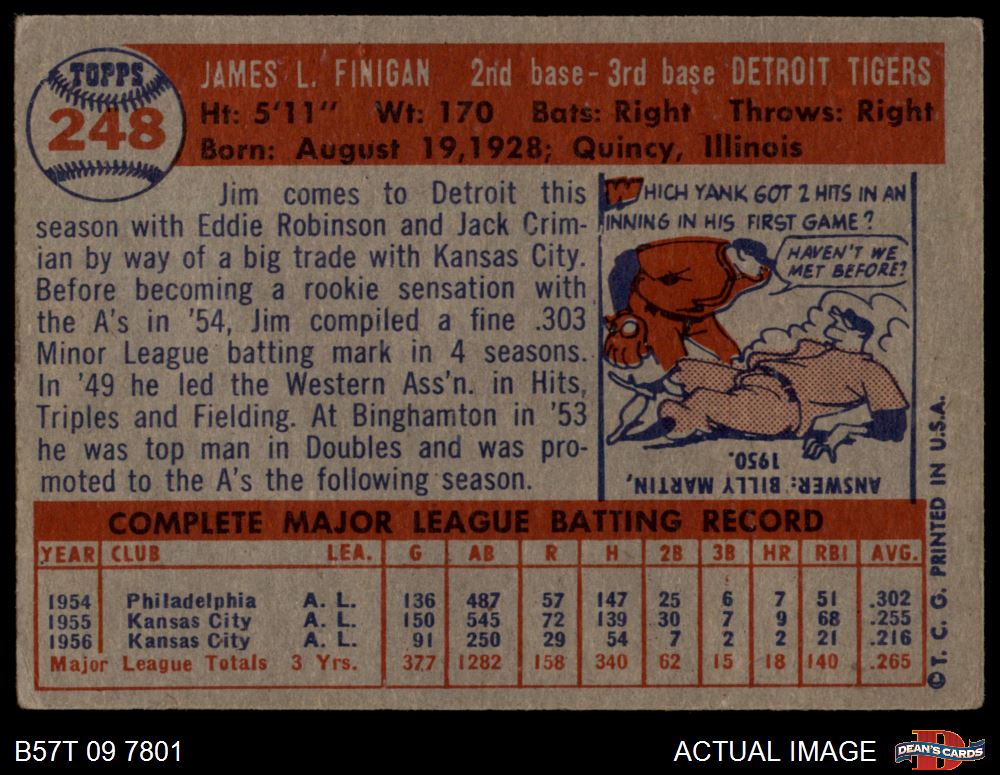 TOPPS
248
JAMES L. FINIGAN 2nd base - 3rd base DETROIT TIGERS
Ht: 5'11" Wt: 170 Bats: Right Throws: Right
Born: August 19, 1928; Quincy, Illinois
Jim comes to Detroit this
season with Eddie Robinson and Jack Crim-
ian by way of a big trade with Kansas City.
Before becoming a rookie sensation with
the A's in '54, Jim compiled a fine .303
Minor League batting mark in 4 seasons.
In '49 he led the Western Ass'n. in Hits,
Triples and Fielding. At Binghamton in '53
he was top man in Doubles and was pro-
moted to the A's the following season.
WHICH YANK GOT 2 HITS IN AN
INNING IN HIS FIRST GAME?
HAVEN'T WE
MET BEFORE?
ANSWER: BILLY MARTIN,
1950.
COMPLETE MAJOR LEAGUE BATTING RECORD
YEAR CLUB LEA. G AB R H 2B 3B HR RBI AVG.
1954 Philadelphia A. L. 136 487 57 147 25 6 7 51 .302
1955 Kansas City A. L. 150 545 72 139 30 7 9 68 .255
1956 Kansas City A. L. 91 250 29 54 7 2 2 21 .216
Major League Totals 3 Yrs. 377 1282 158 340 62 15 18 140 .265
©T. C. G. PRINTED IN U.S.A.
B57T 09 7801
ACTUAL IMAGE
DEAN'S CARDS